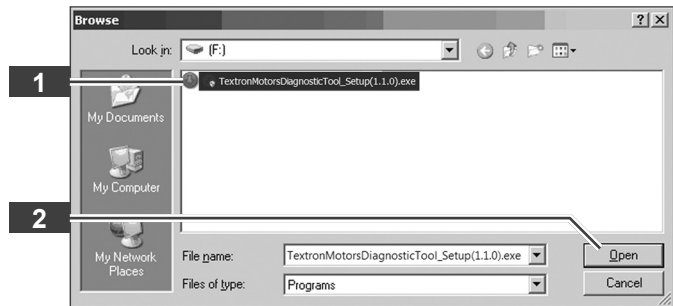 Browse
Look in:
(F:)
1
TextronMotorsDiagnosticTool_Setup(1.1.0).exe
My Documents
My Computer
2
My Network
Places
File name:
TextronMotorsDiagnosticTool_Setup(1.1.0).exe
Open
Files of type:
Programs
Cancel